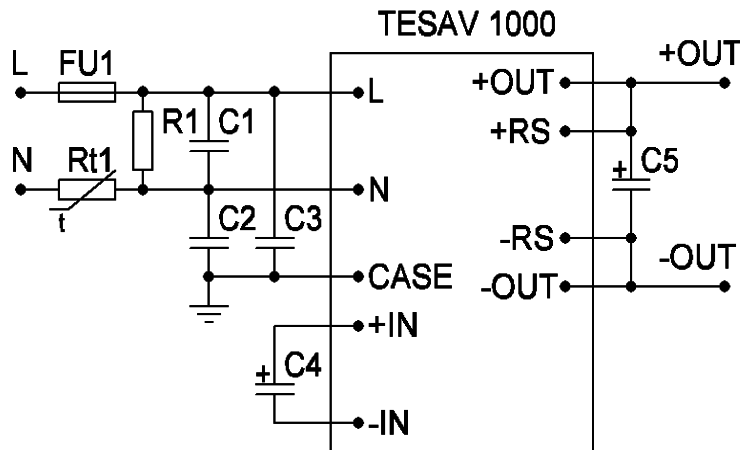 TESAV 1000
L
FU1
L
+OUT
+OUT
R1
C1
+RS
N
Rt1
t
N
+
C5
C2
C3
-RS
-OUT
CASE
-OUT
+IN
+
C4
-IN